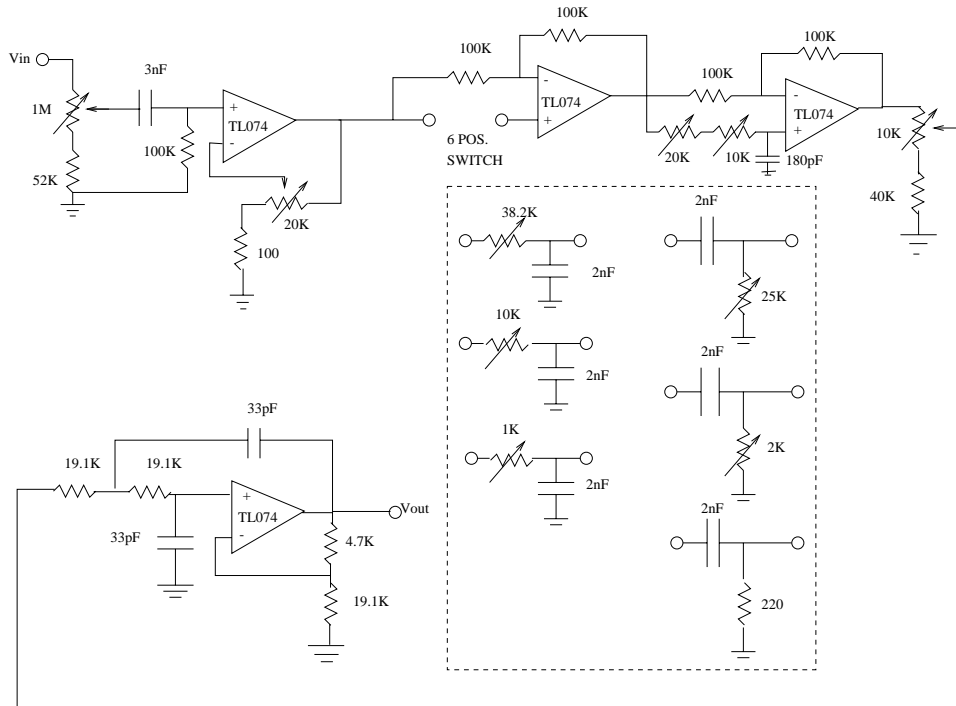 Vin
1M
52K
3nF
100K
+
-
TL074
20K
100
100K
100K
-
+
TL074
6 POS.
SWITCH
100K
100K
-
+
TL074
20K
10K
180pF
10K
40K
38.2K
2nF
10K
2nF
1K
2nF
2nF
25K
2nF
2K
2nF
220
33pF
19.1K
19.1K
33pF
+
-
TL074
Vout
4.7K
19.1K